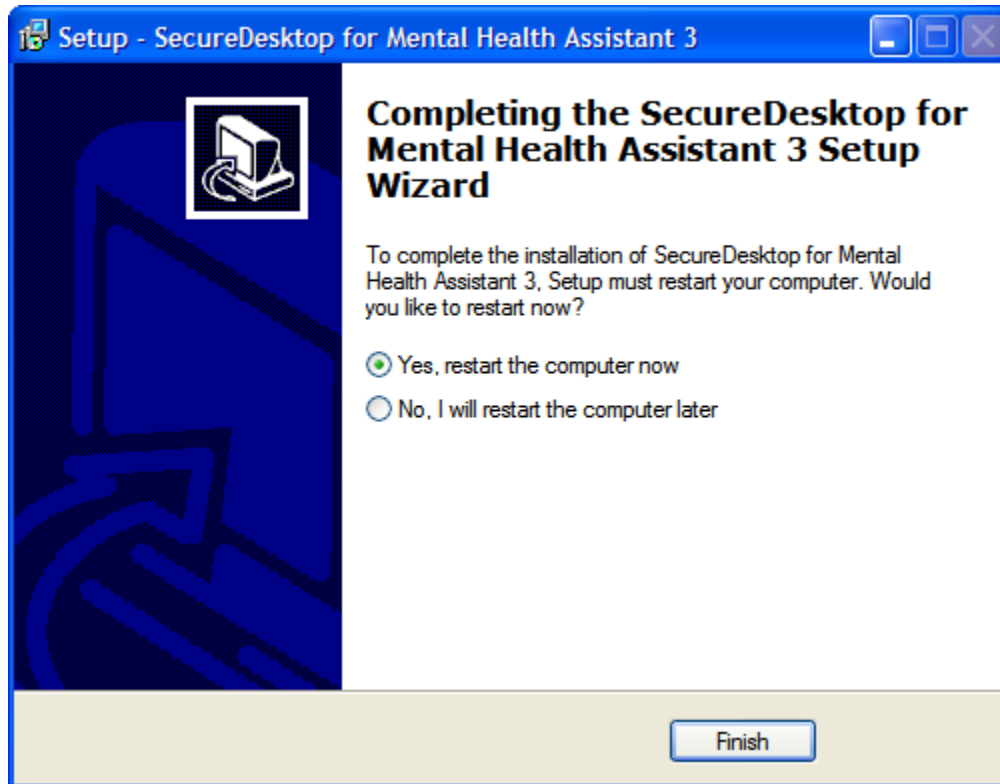 Setup - SecureDesktop for Mental Health Assistant 3
Completing the SecureDesktop for
Mental Health Assistant 3 Setup
Wizard
To complete the installation of SecureDesktop for Mental
Health Assistant 3, Setup must restart your computer. Would
you like to restart now?
Yes, restart the computer now
No, I will restart the computer later
Finish